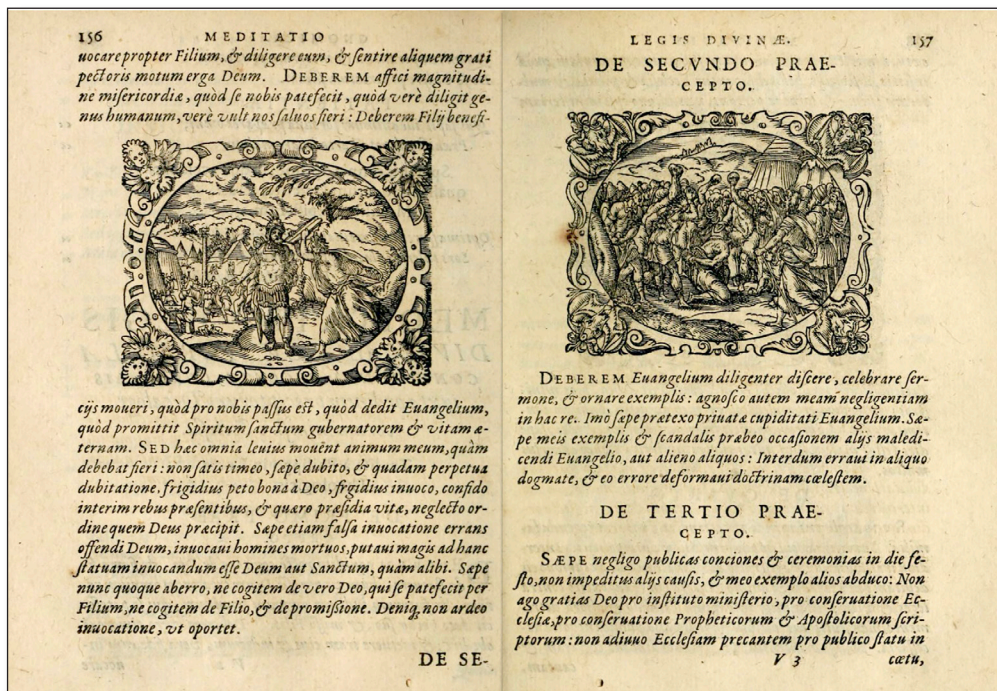 156 MEDITATIO
uocare propter Filium, & diligere eum, & sentire aliquem grati
pectoris motum erga Deum. DEBEREM affici magnitudi-
ne misericordiæ, quòd se nobis patefecit, quòd verè diligit ge-
nus humanum, verè vult nos saluos fieri: Deberem Filij benefi-
cijs moueri, quòd pro nobis passus est, quòd dedit Euangelium,
quòd promittit Spiritum sanctum gubernatorem & vitam æ-
ternam. SED hæc omnia leuius mouent animum meum, quàm
debebat fieri: non satis timeo, sæpè dubito, & quadam perpetua
dubitatione, frigidius peto bona à Deo, frgidius inuoco, confido
interim rebus præsentibus, & quæro præsidia vitæ, neglecto or-
dine quem Deus præcipit. Sæpe etiam falsa inuocatione errans
offendi Deum, inuocaui homines mortuos, putaui magis ad hanc
statuam inuocandum esse Deum aut Sanctum, quàm alibi. Sæpe
nunc quoque aberro, ne cogitem de vero Deo, qui se patefecit per
Filium, ne cogitem de Filio, & de promissione. Deniq, non ardeo
inuocatione, vt oportet.
DE SE-
LEGIS DIVINÆ. 157
DE SECVNDO PRAE-
CEPTO.
DEBEREM Euangelium diligenter discere, celebrare ser-
mone, & ornare exemplis: agnosco autem meam negligentiam
in hac re. Imò sæpe prætexo priuatæ cupiditati Euangelium. Sæ-
pe meis exemplis & scandalis præbeo occasionem alijs maledi-
cendi Euangelio, aut alieno aliquos: Interdum erraui in aliquo
dogmate, & eo errore deformaui doctrinam cœlestem.
DE TERTIO PRAE-
CEPTO.
SÆPE negligo publicas conciones & ceremonias in die fe-
sto, non impeditus alijs causis, & meo exemplo alios abduco: Non
ago gratias Deo pro instituto ministerio, pro conseruatione Ec-
clesiæ, pro conseruatione Propheticorum & Apostolicorum scri-
ptorum: non adiuuo Ecclesiam precantem pro publico statu in
V 3 cœtu,